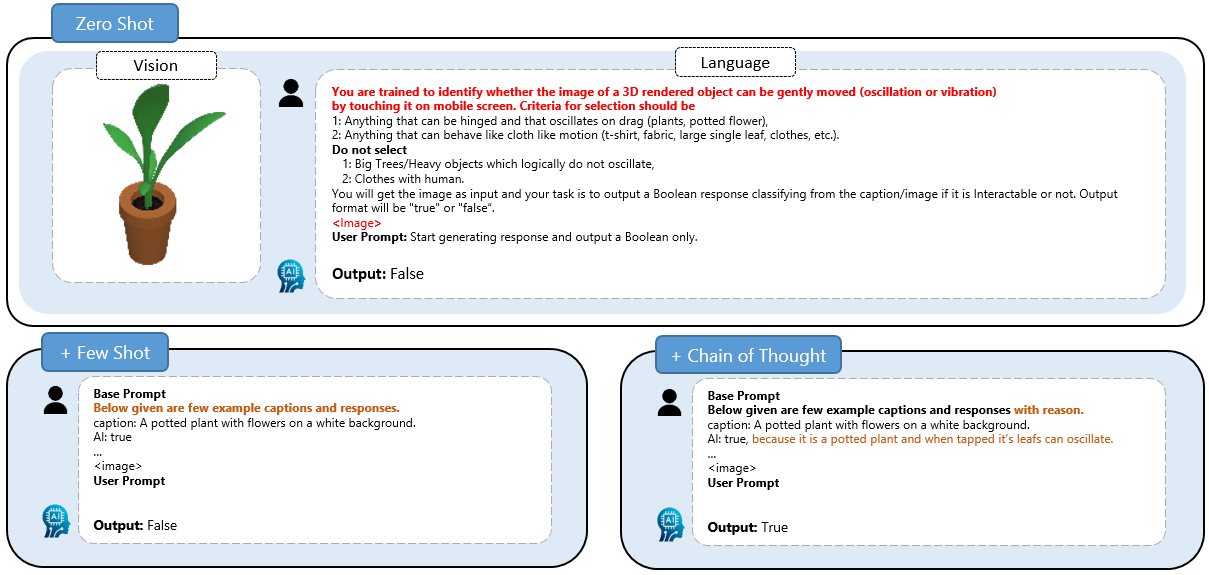 Zero Shot
Vision
Language
You are trained to identify whether the image of a 3D rendered object can be gently moved (oscillation or vibration)
by touching it on mobile screen. Criteria for selection should be
1: Anything that can be hinged and that oscillates on drag (plants, potted flower),
2: Anything that can behave like cloth like motion (t-shirt, fabric, large single leaf, clothes, etc.).
Do not select
1: Big Trees/Heavy objects which logically do not oscillate,
2: Clothes with human.
You will get the image as input and your task is to output a Boolean response classifying from the caption/image if it is Interactable or not. Output
format will be "true" or "false“.
<Image>
User Prompt: Start generating response and output a Boolean only.
AI
Output: False
+ Few Shot
Base Prompt
Below given are few example captions and responses.
caption: A potted plant with flowers on a white background.
AI: true
...
<image>
User Prompt
AI
Output: False
+ Chain of Thought
Base Prompt
Below given are few example captions and responses with reason.
caption: A potted plant with flowers on a white background.
AI: true, because it is a potted plant and when tapped it’s leafs can oscillate.
...
<image>
User Prompt
AI
Output: True